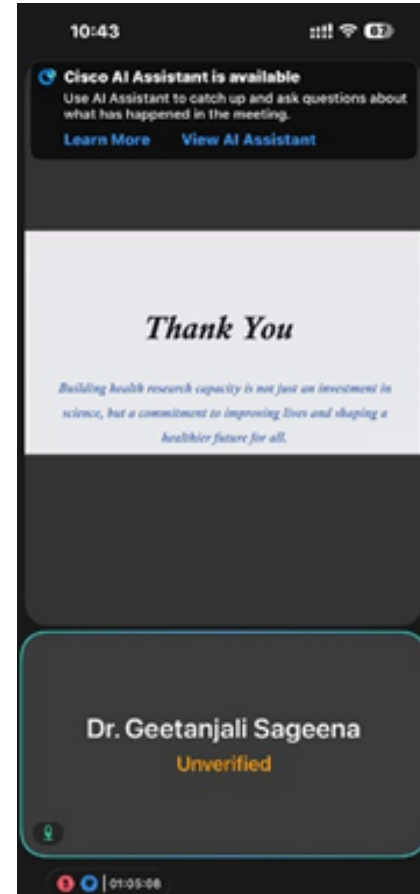 10:43
Cisco AI Assistant is available
Use AI Assistant to catch up and ask questions about
what has happened in the meeting.
Learn More View AI Assistant
Thank You
Building health research capacity is not just an investment in
science, but a commitment to improving lives and shaping a
healthier future for all.
Dr. Geetanjali Sageena
Unverified
01:05:08